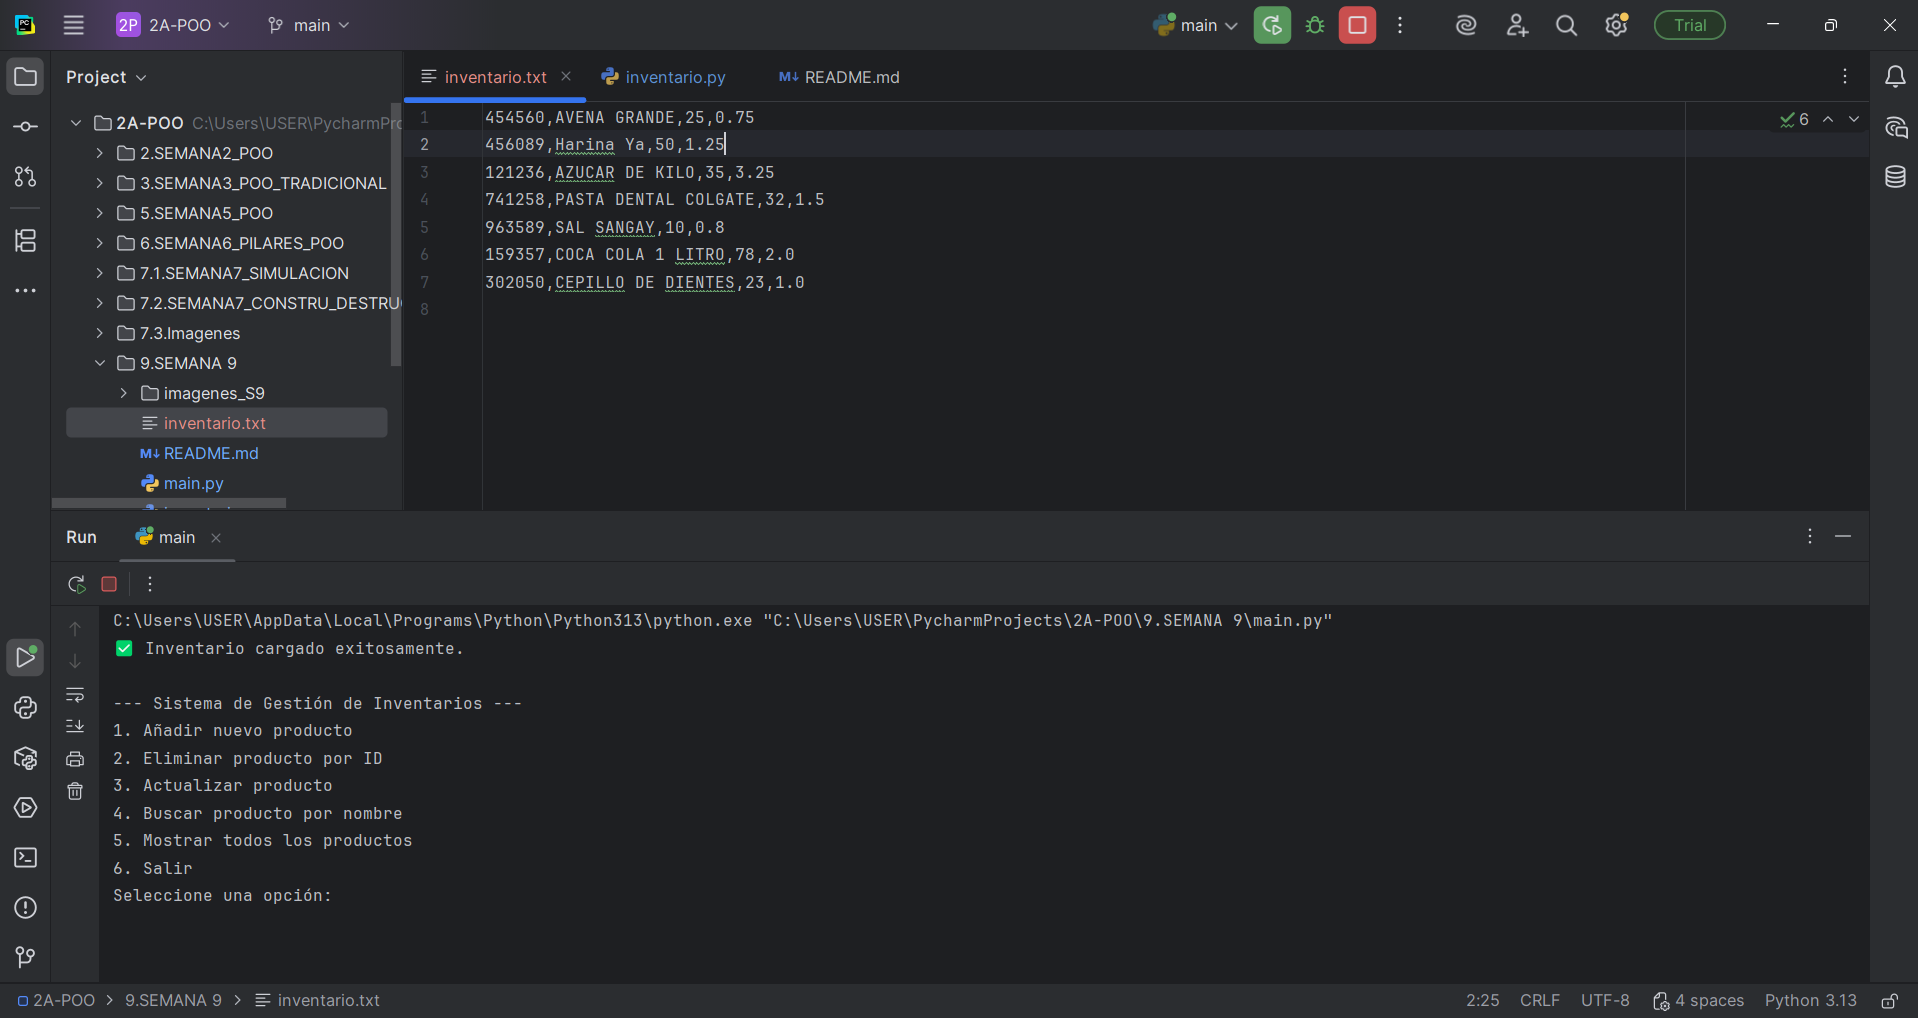 PC
2P 2A-POO
main
main
Trial
Project
inventario.txt
inventario.py
M↓ README.md
2A-POO C:\Users\USER\PycharmPro
2.SEMANA2_POO
3.SEMANA3_POO_TRADICIONAL
5.SEMANA5_POO
6.SEMANA6_PILARES_POO
7.1.SEMANA7_SIMULACION
7.2.SEMANA7_CONSTRU_DESTRUC
7.3.Imagenes
9.SEMANA 9
imagenes_S9
inventario.txt
M↓ README.md
main.py
1 454560,AVENA GRANDE,25,0.75
2 456089,Harina Ya,50,1.25
3 121236,AZUCAR DE KILO,35,3.25
4 741258,PASTA DENTAL COLGATE,32,1.5
5 963589,SAL SANGAY,10,0.8
6 159357,COCA COLA 1 LITRO,78,2.0
7 302050,CEPILLO DE DIENTES,23,1.0
8
6
Run
main
C:\Users\USER\AppData\Local\Programs\Python\Python313\python.exe "C:\Users\USER\PycharmProjects\2A-POO\9.SEMANA 9\main.py"
✅ Inventario cargado exitosamente.
--- Sistema de Gestión de Inventarios ---
1. Añadir nuevo producto
2. Eliminar producto por ID
3. Actualizar producto
4. Buscar producto por nombre
5. Mostrar todos los productos
6. Salir
Seleccione una opción:
2A-POO > 9.SEMANA 9 > inventario.txt
2:25 CRLF UTF-8 4 spaces Python 3.13